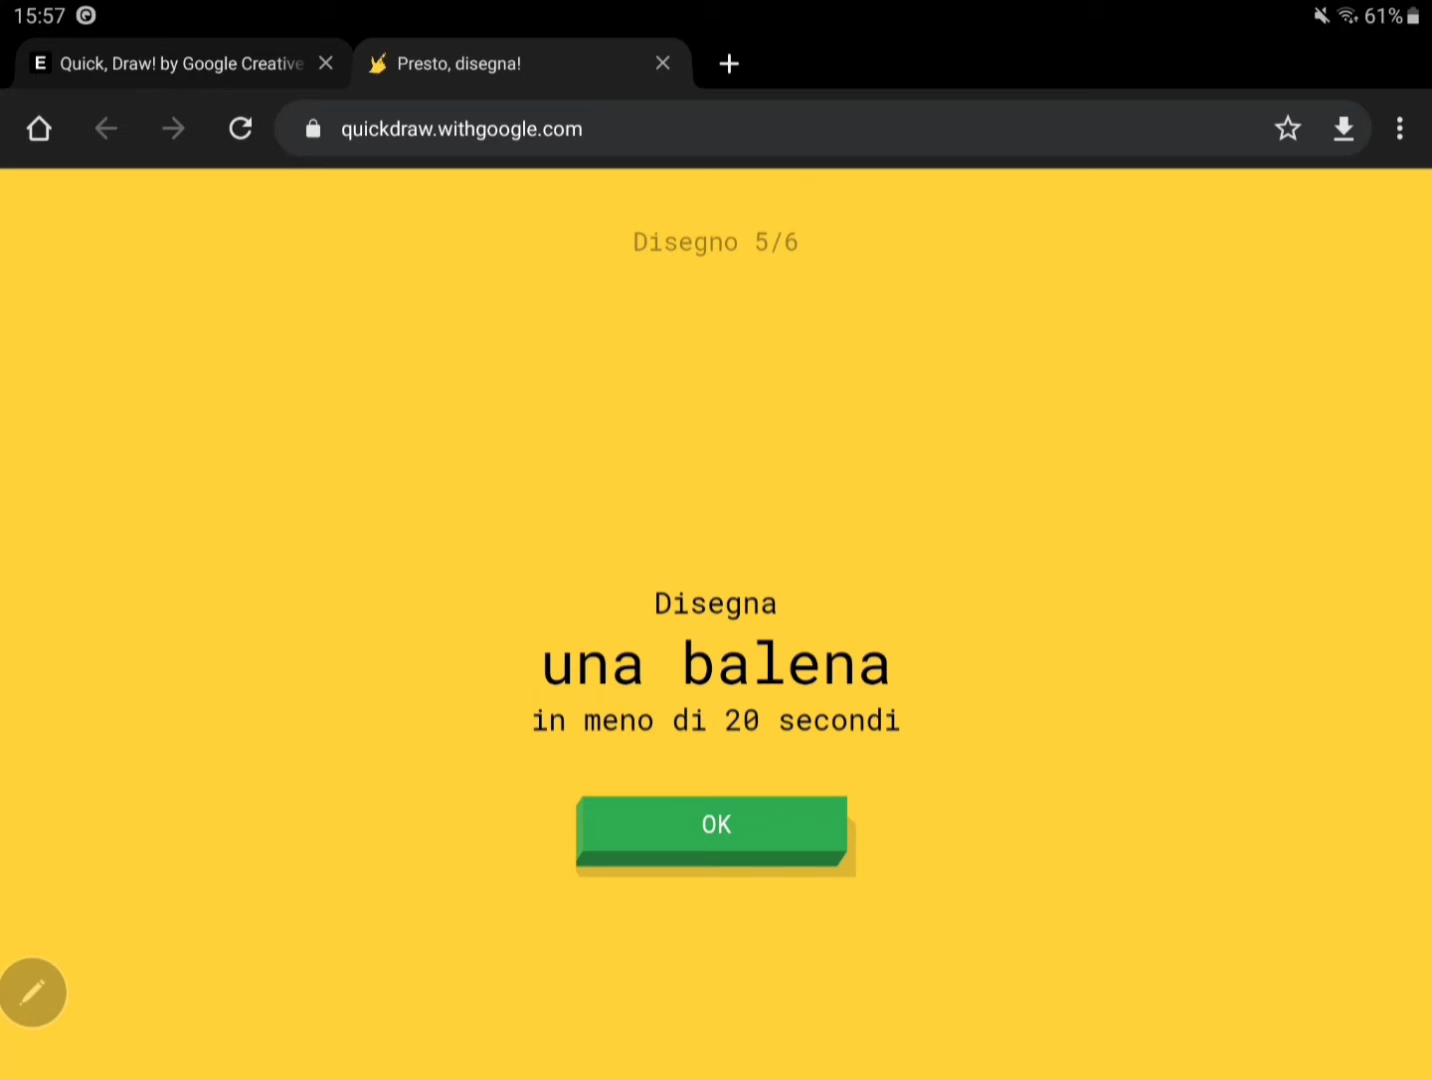 15:57
61%
E Quick, Draw! by Google Creative
Presto, disegna!
quickdraw.withgoogle.com
Disegno 5/6
Disegna
una balena
in meno di 20 secondi
OK